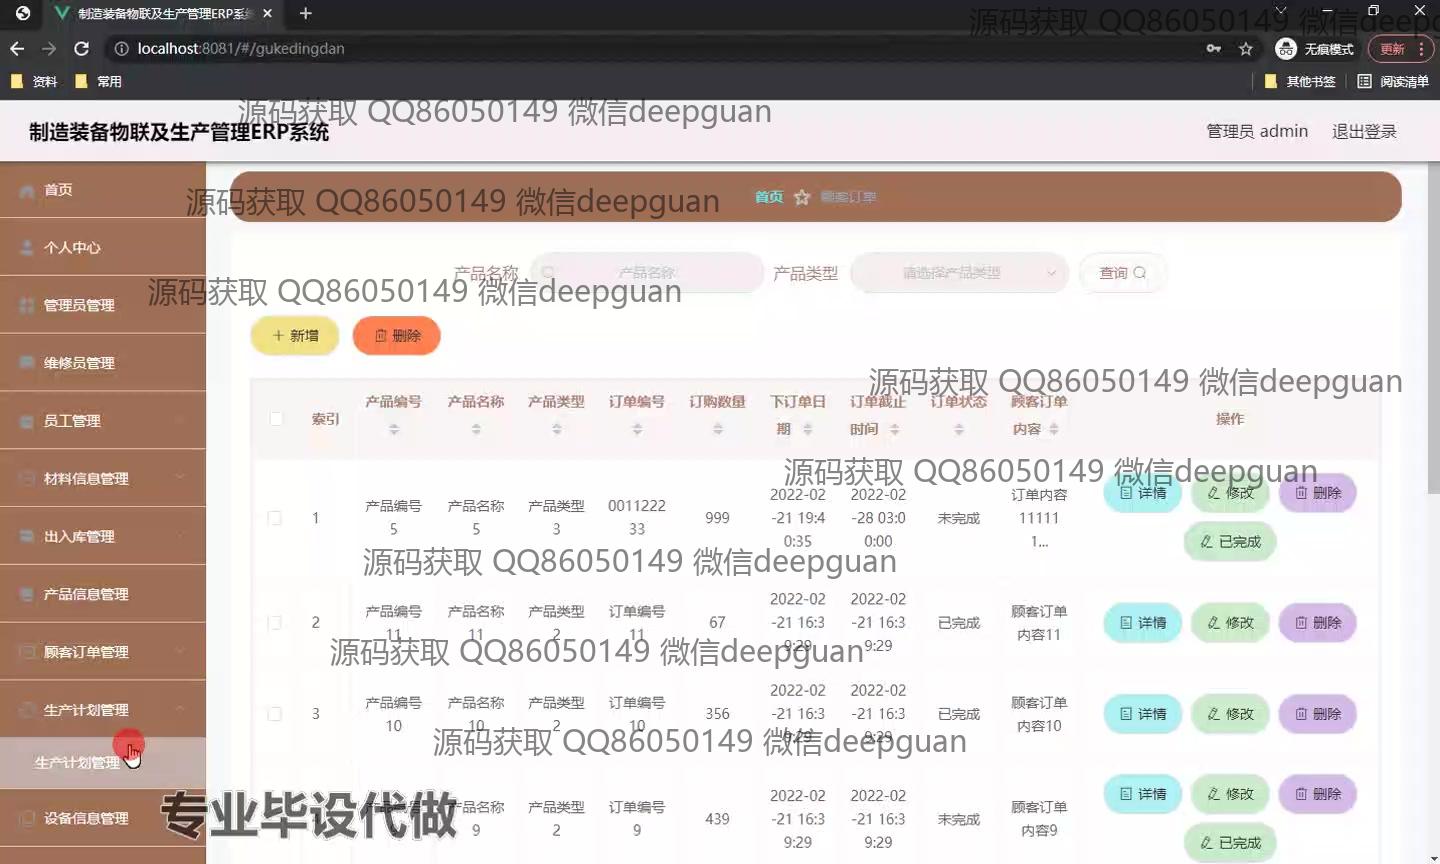 制造装备物联及生产管理ERP系统
localhost:8081/#/gukedingdan
无痕模式
更新
资料
常用
其他书签
阅读清单
源码获取 QQ86050149 微信deepguan
源码获取 QQ86050149 微信deepguan
制造装备物联及生产管理ERP系统
管理员 admin
退出登录
首页
个人中心
管理员管理
维修员管理
员工管理
材料信息管理
出入库管理
产品信息管理
顾客订单管理
生产计划管理
生产计划管理
设备信息管理
源码获取 QQ86050149 微信deepguan
首页 顾客订单
产品名称 产品名称 产品类型 请选择产品类型 查询
源码获取 QQ86050149 微信deepguan
新增 删除
源码获取 QQ86050149 微信deepguan
索引 产品编号 产品名称 产品类型 订单编号 订购数量 下订单日期 订单截止时间 订单状态 顾客订单内容 操作
源码获取 QQ86050149 微信deepguan
1 产品编号5 产品名称5 产品类型3 001122233 999 2022-02-21 19:40:35 2022-02-28 03:00:00 未完成 订单内容111111... 详情 修改 删除 已完成
源码获取 QQ86050149 微信deepguan
2 产品编号11 产品名称11 产品类型2 订单编号11 67 2022-02-21 16:39:29 2022-02-21 16:39:29 已完成 顾客订单内容11 详情 修改 删除
源码获取 QQ86050149 微信deepguan
3 产品编号10 产品名称10 产品类型2 订单编号10 356 2022-02-21 16:39:29 2022-02-21 16:39:29 已完成 顾客订单内容10 详情 修改 删除
源码获取 QQ86050149 微信deepguan
产品名称9 产品类型2 订单编号9 439 2022-02-21 16:39:29 2022-02-21 16:39:29 未完成 顾客订单内容9 详情 修改 删除 已完成
专业毕设代做